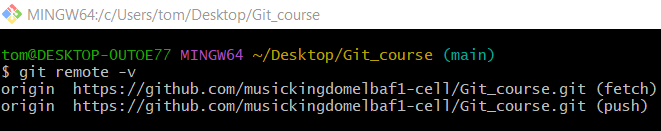 MINGW64:/c/Users/tom/Desktop/Git_course
tom@DESKTOP-OUTOE77 MINGW64 ~/Desktop/Git_course (main)
$ git remote -v
origin  https://github.com/musickingdomelbaf1-cell/Git_course.git (fetch)
origin  https://github.com/musickingdomelbaf1-cell/Git_course.git (push)